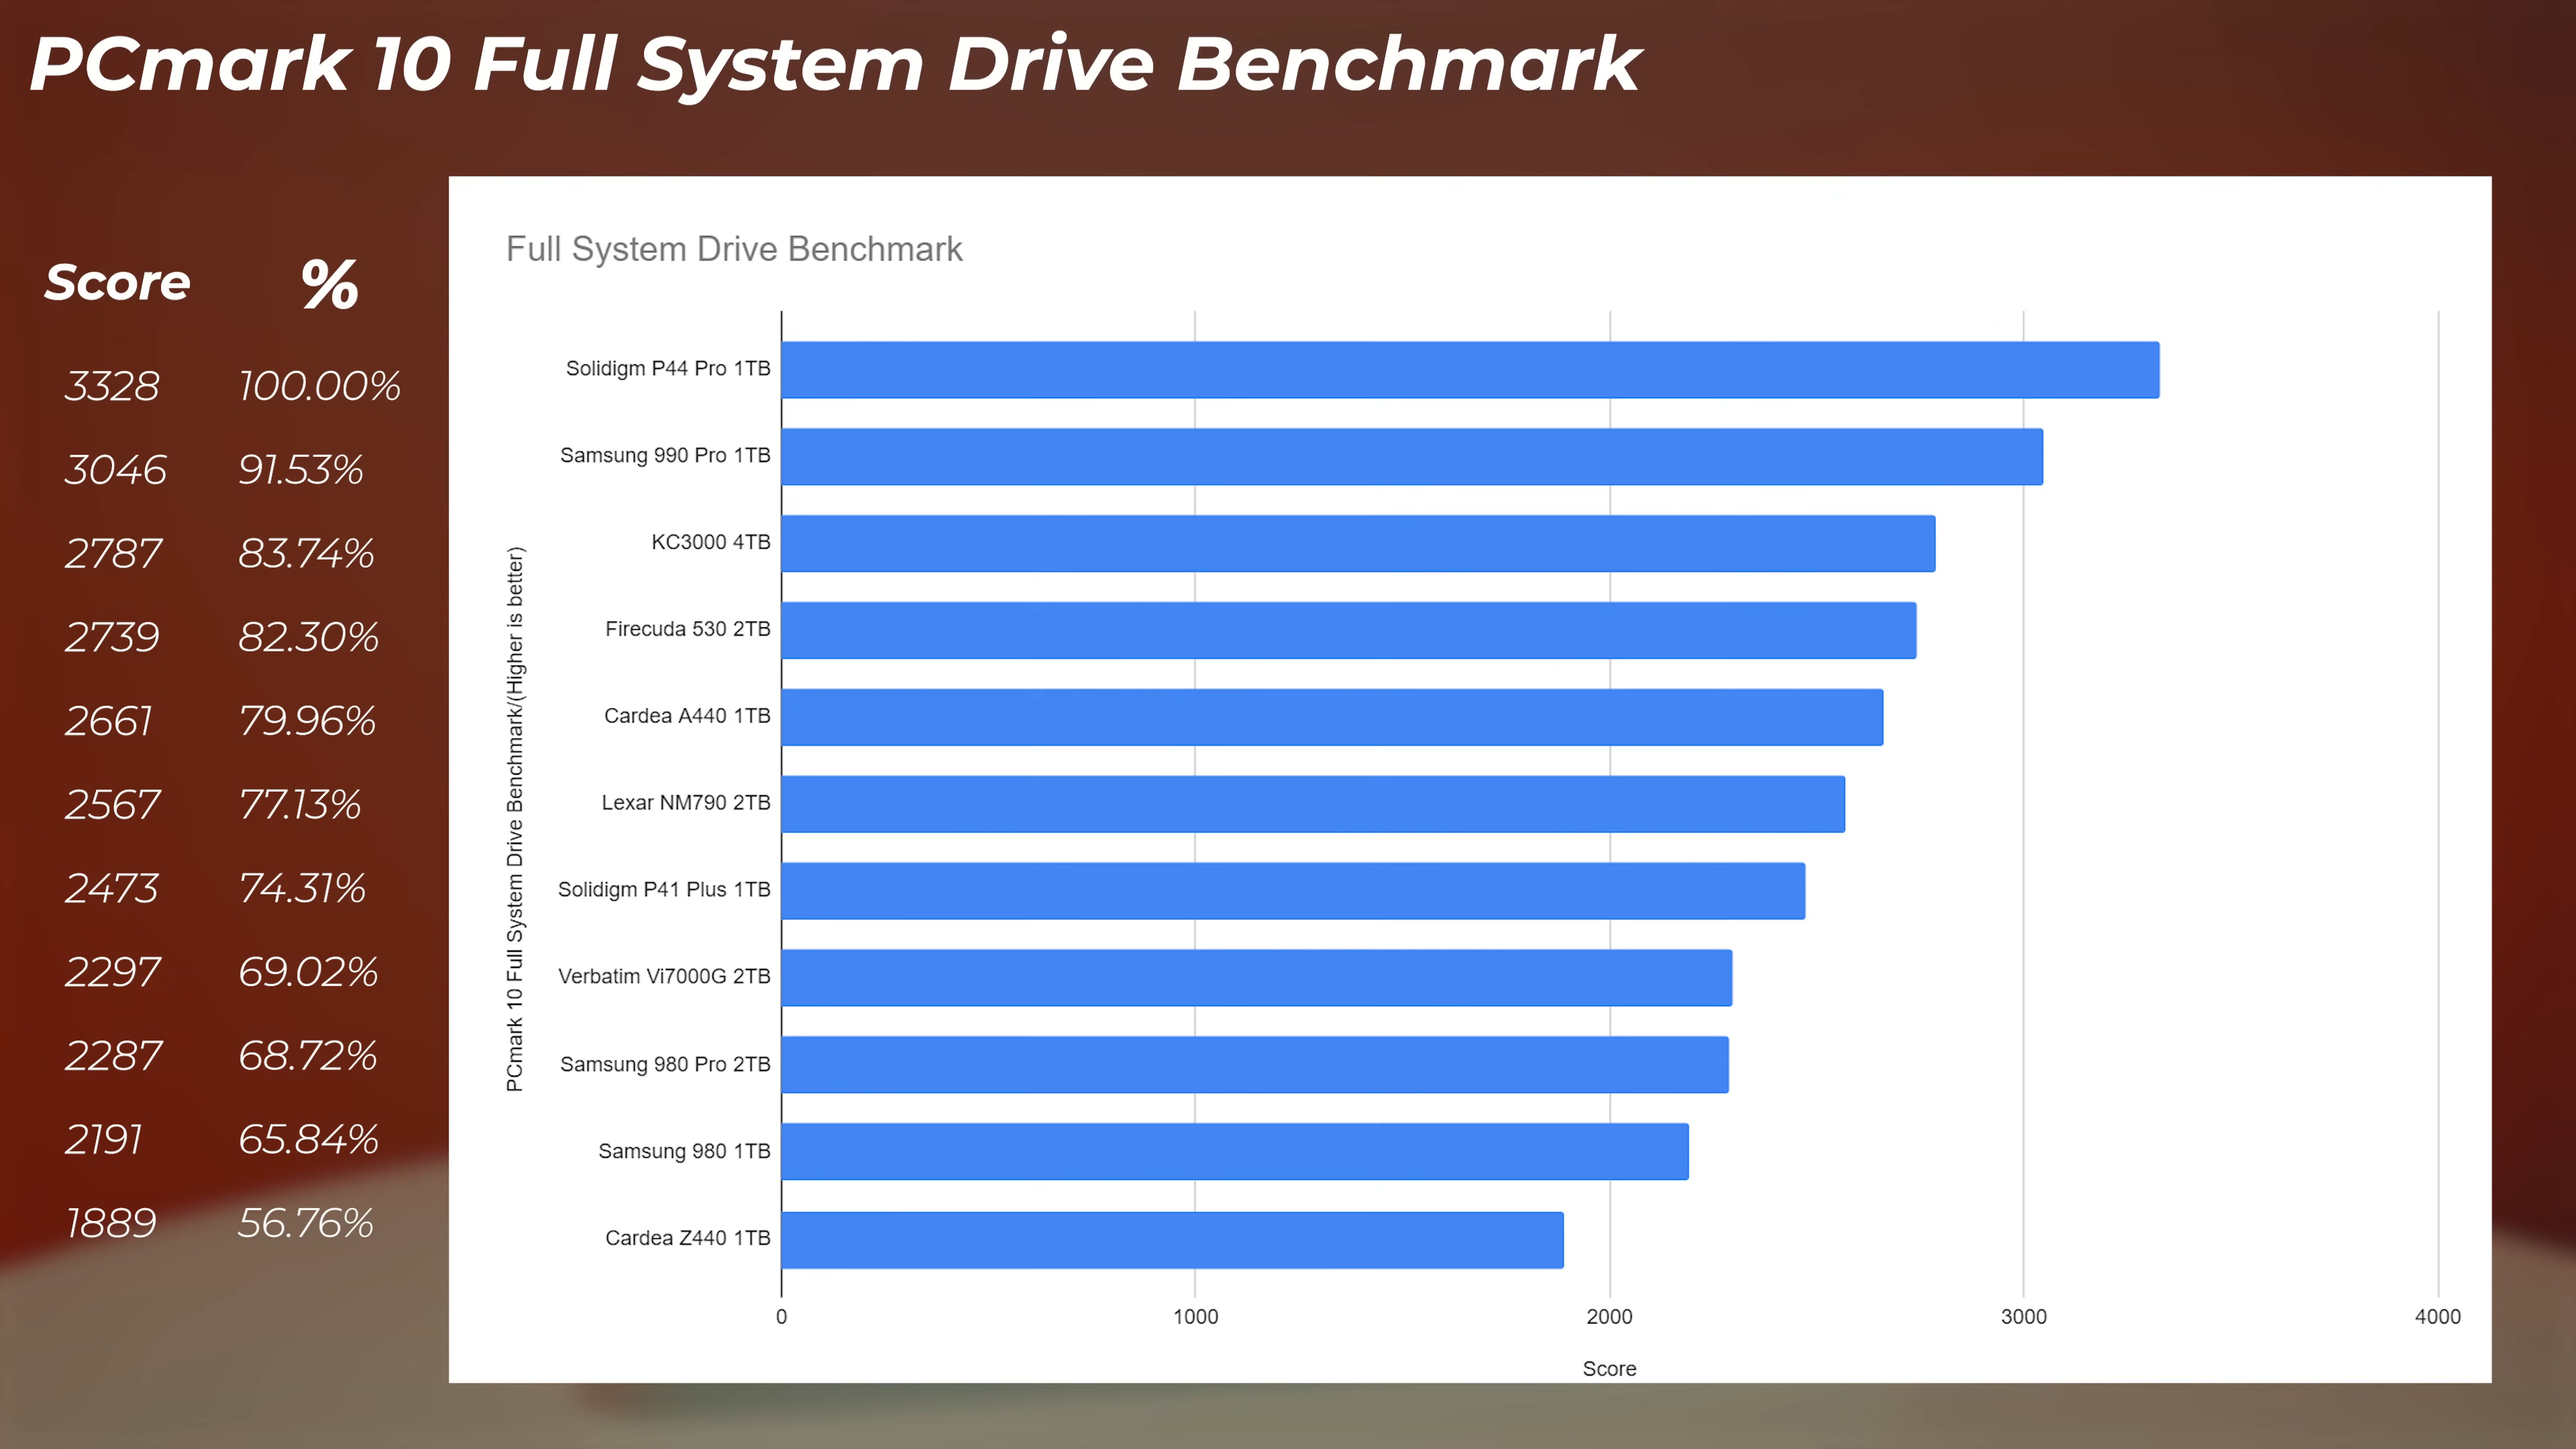 PCmark 10 Full System Drive Benchmark
Score %
3328 100.00%
3046 91.53%
2787 83.74%
2739 82.30%
2661 79.96%
2567 77.13%
2473 74.31%
2297 69.02%
2287 68.72%
2191 65.84%
1889 56.76%
Full System Drive Benchmark
PCmark 10 Full System Drive Benchmark/(Higher is better)
Solidigm P44 Pro 1TB
Samsung 990 Pro 1TB
KC3000 4TB
Firecuda 530 2TB
Cardea A440 1TB
Lexar NM790 2TB
Solidigm P41 Plus 1TB
Verbatim Vi7000G 2TB
Samsung 980 Pro 2TB
Samsung 980 1TB
Cardea Z440 1TB
0 1000 2000 3000 4000
Score